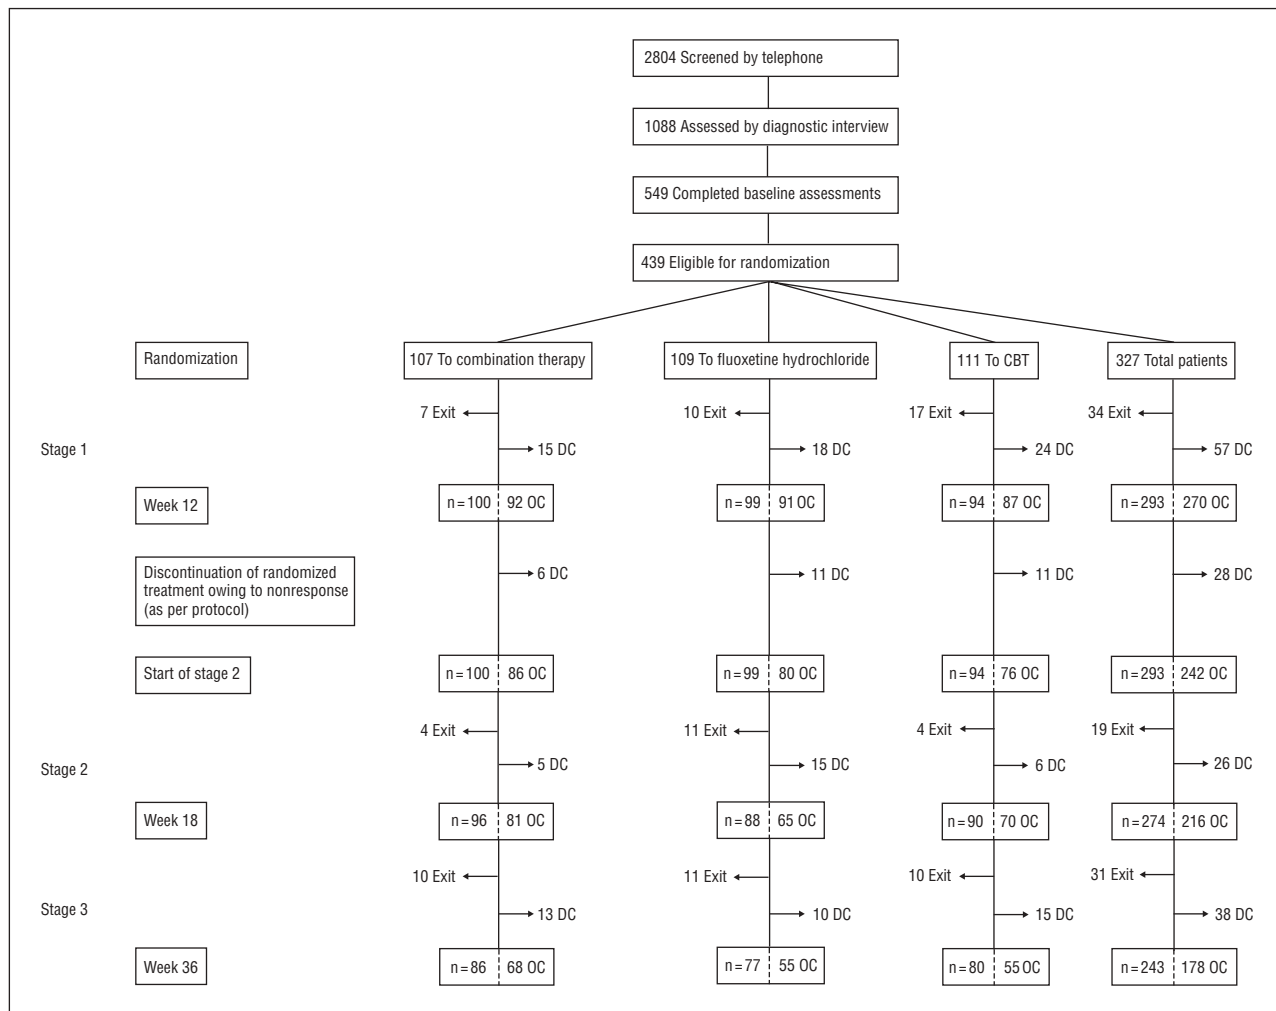 2804 Screened by telephone
1088 Assessed by diagnostic interview
549 Completed baseline assessments
439 Eligible for randomization
Randomization
107 To combination therapy
109 To fluoxetine hydrochloride
111 To CBT
327 Total patients
7 Exit
10 Exit
17 Exit
34 Exit
Stage 1
15 DC
18 DC
24 DC
57 DC
Week 12
n=100 92 OC
n=99 91 OC
n=94 87 OC
n=293 270 OC
Discontinuation of randomized
treatment owing to nonresponse
(as per protocol)
6 DC
11 DC
11 DC
28 DC
Start of stage 2
n=100 86 OC
n=99 80 OC
n=94 76 OC
n=293 242 OC
4 Exit
11 Exit
4 Exit
19 Exit
Stage 2
5 DC
15 DC
6 DC
26 DC
Week 18
n=96 81 OC
n=88 65 OC
n=90 70 OC
n=274 216 OC
10 Exit
11 Exit
10 Exit
31 Exit
Stage 3
13 DC
10 DC
15 DC
38 DC
Week 36
n=86 68 OC
n=77 55 OC
n=80 55 OC
n=243 178 OC